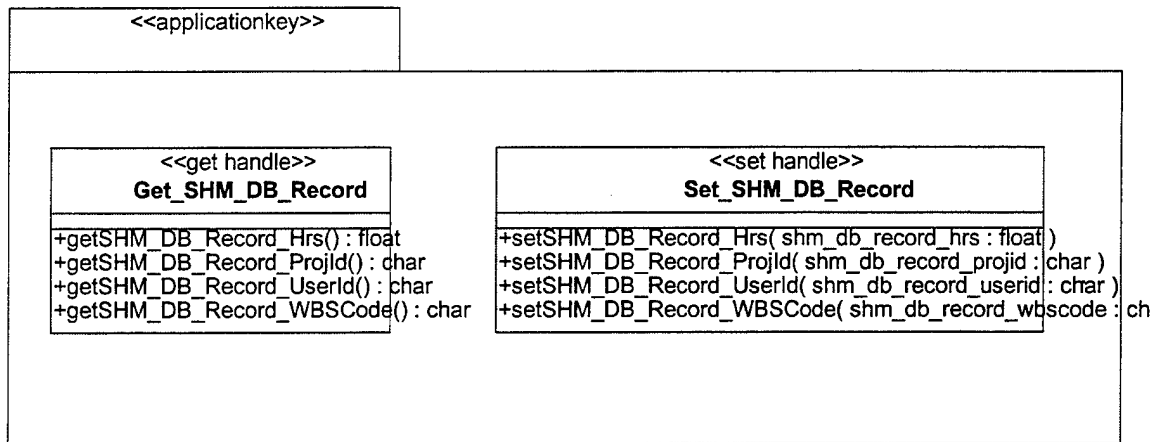 <<applicationkey>>
<<get handle>>
Get_SHM_DB_Record
+getSHM_DB_Record_Hrs() : float
+getSHM_DB_Record_ProjId() : char
+getSHM_DB_Record_UserId() : char
+getSHM_DB_Record_WBSCode() : char
<<set handle>>
Set_SHM_DB_Record
+setSHM_DB_Record_Hrs( shm_db_record_hrs : float )
+setSHM_DB_Record_ProjId( shm_db_record_projid : char )
+setSHM_DB_Record_UserId( shm_db_record_userid : char )
+setSHM_DB_Record_WBSCode( shm_db_record_wbscode : ch